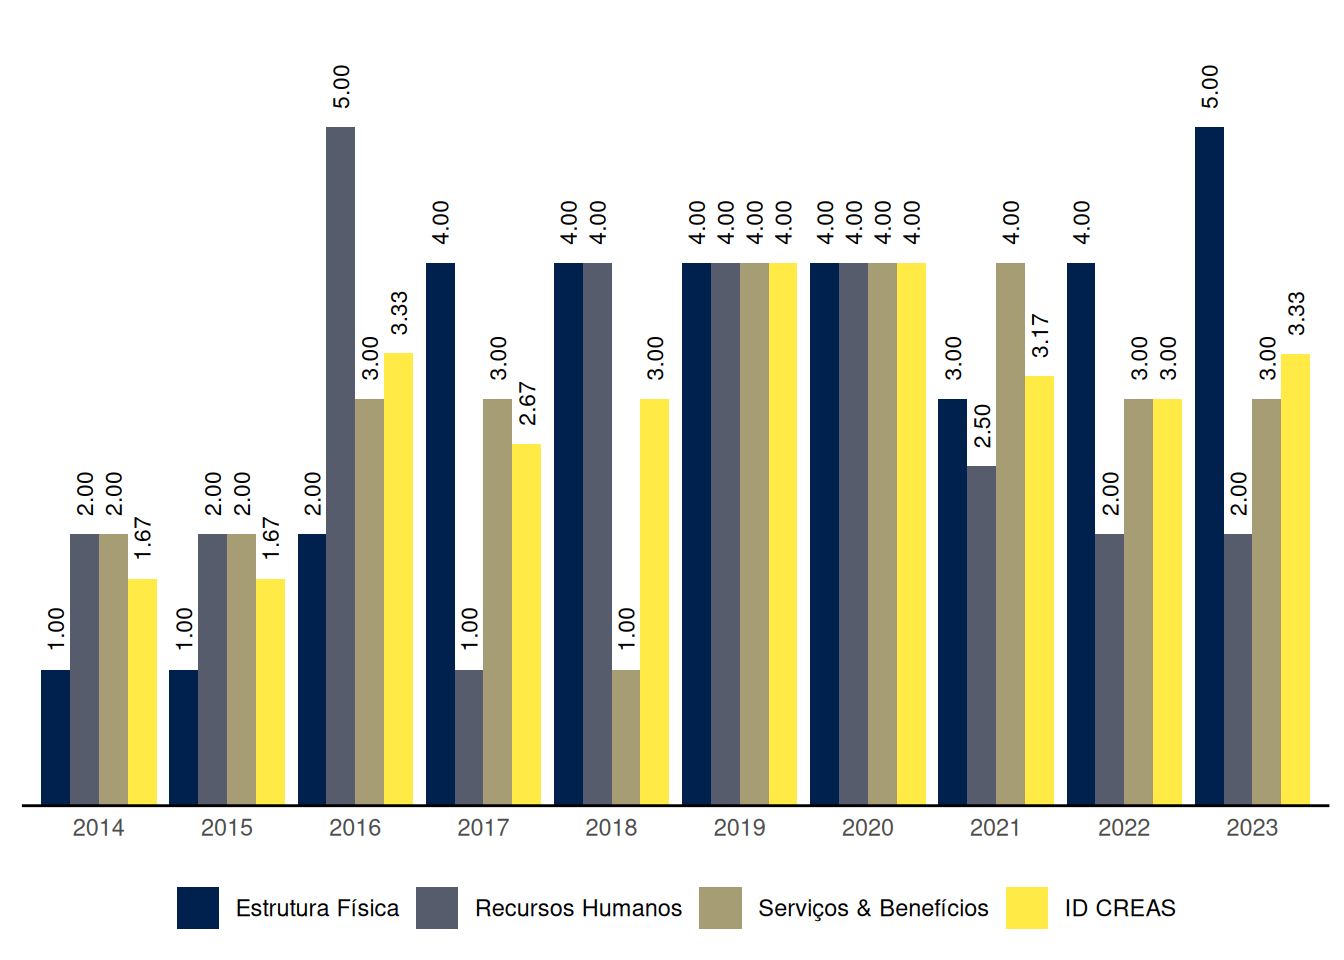 1.00 2.00 2.00 1.67
1.00 2.00 2.00 1.67
2.00 5.00 3.00 3.33
4.00 1.00 3.00 2.67
4.00 4.00 1.00 3.00
4.00 4.00 4.00 4.00
4.00 4.00 4.00 4.00
3.00 2.50 4.00 3.17
4.00 2.00 3.00 3.00
5.00 2.00 3.00 3.33
2014 2015 2016 2017 2018 2019 2020 2021 2022 2023
Estrutura Física Recursos Humanos Serviços & Benefícios ID CREAS